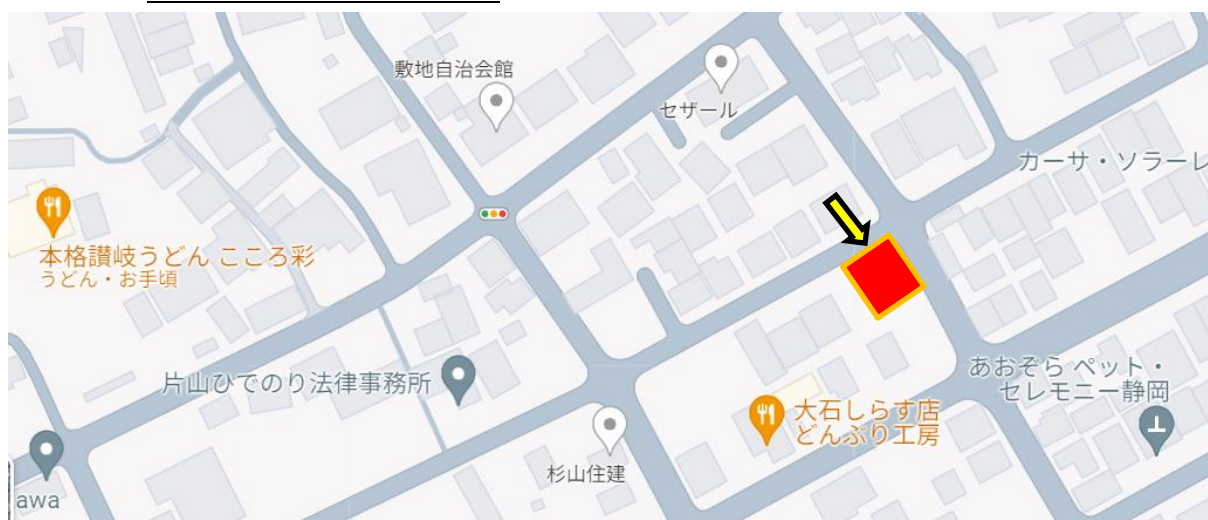 敷地自治会館
セザール
カーサ・ソラーレ
本格讃岐うどん こころ彩
うどん・お手頃
片山ひでのり法律事務所
あおぞら ペット・
セレモニー静岡
大石しらす店
どんぶり工房
杉山住建
awa